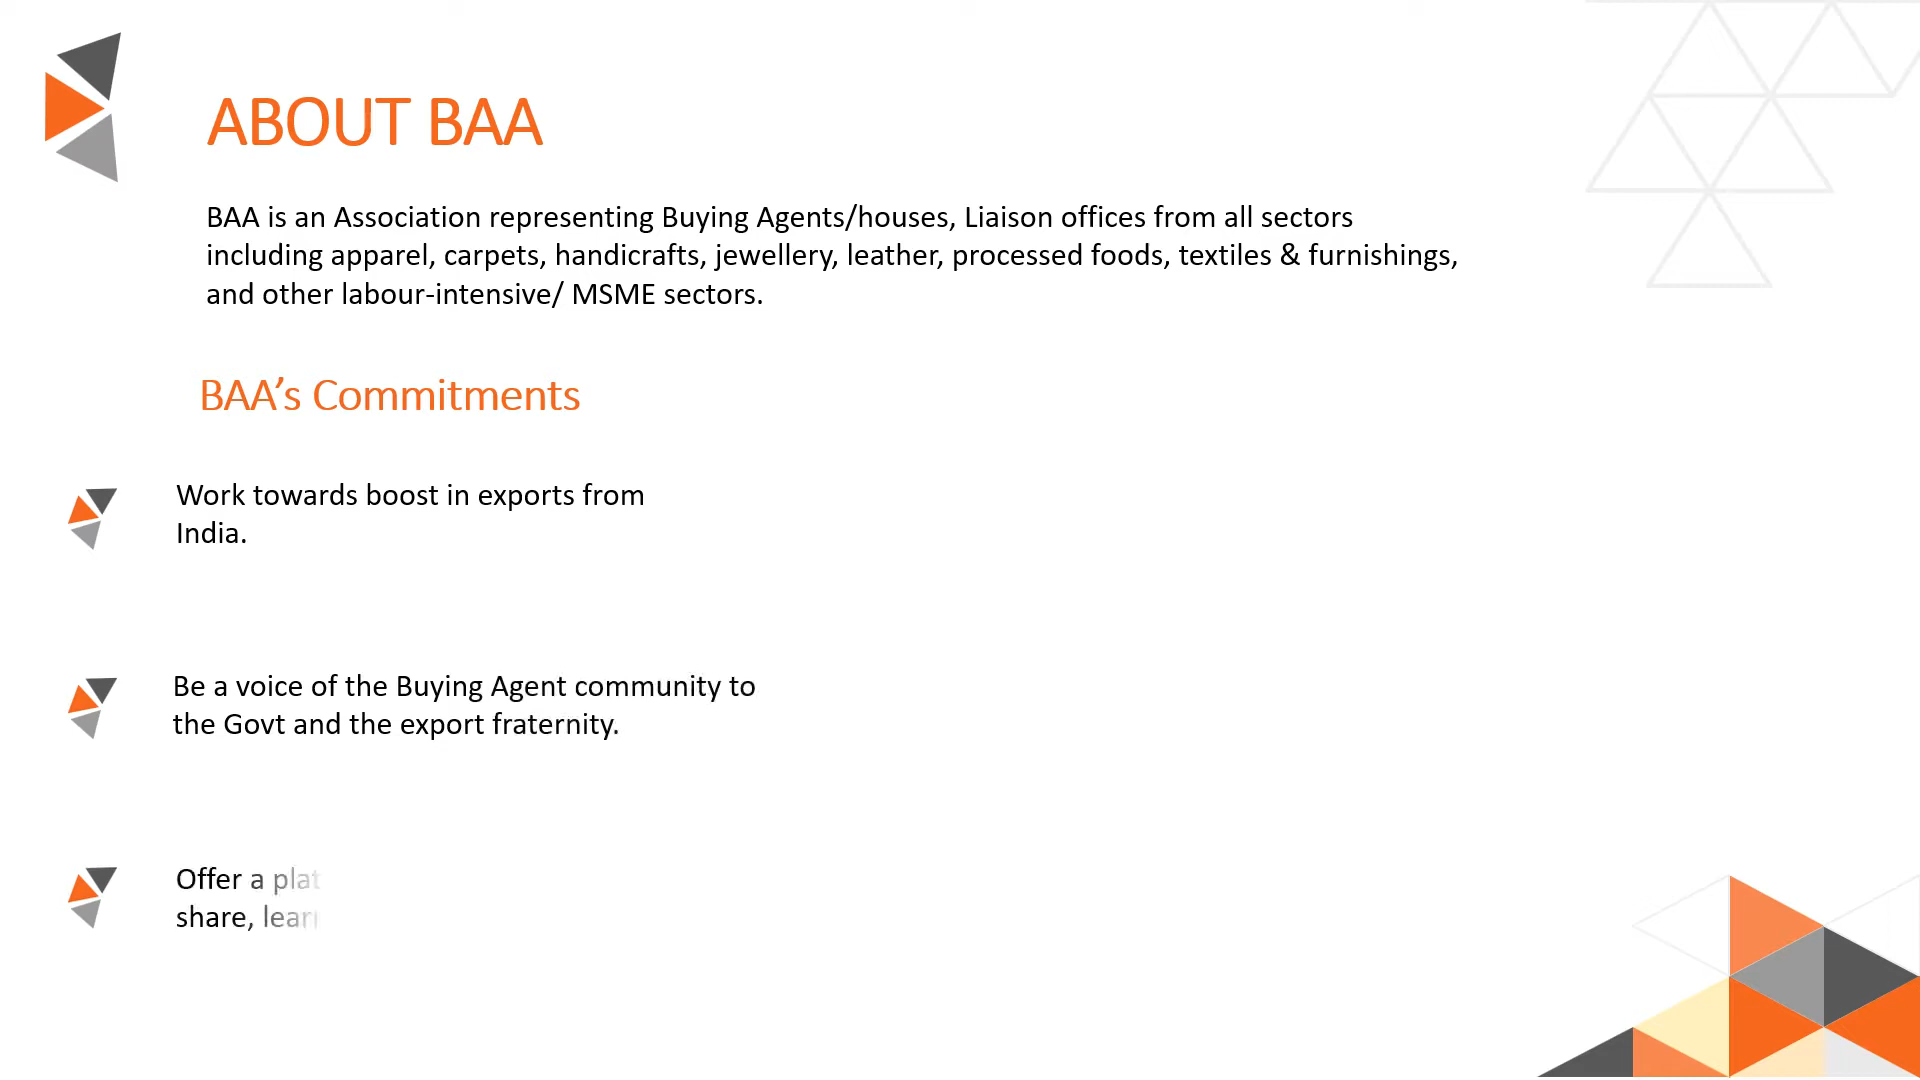 ABOUT BAA
BAA is an Association representing Buying Agents/houses, Liaison offices from all sectors
including apparel, carpets, handicrafts, jewellery, leather, processed foods, textiles & furnishings,
and other labour-intensive/ MSME sectors.
BAA’s Commitments
Work towards boost in exports from
India.
Be a voice of the Buying Agent community to
the Govt and the export fraternity.
Offer a
share,